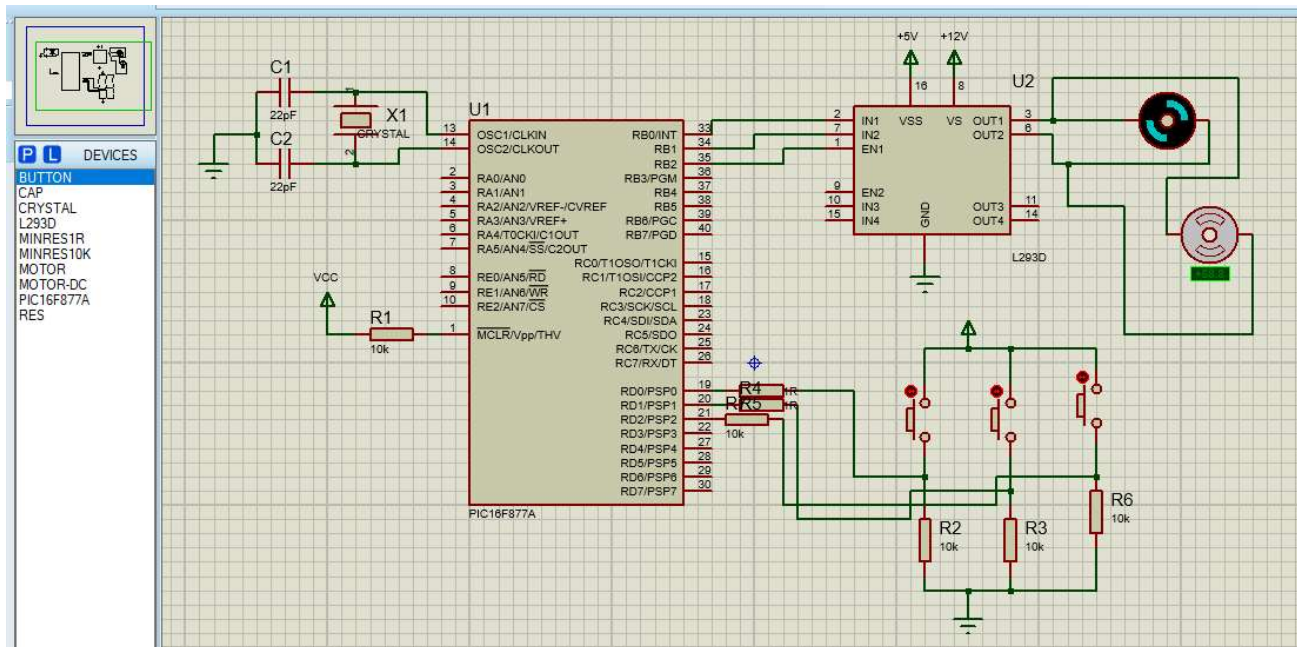 P L DEVICES
BUTTON
CAP
CRYSTAL
L293D
MINRES1R
MINRES10K
MOTOR
MOTOR-DC
PIC16F877A
RES
C1
22pF
C2
22pF
1
X1
CRYSTAL
2
VCC
R1
10k
U1
13 OSC1/CLKIN
14 OSC2/CLKOUT
2 RA0/AN0
3 RA1/AN1
4 RA2/AN2/VREF-/CVREF
5 RA3/AN3/VREF+
6 RA4/T0CKI/C1OUT
7 RA5/AN4/SS/C2OUT
8 RE0/AN5/RD
9 RE1/AN6/WR
10 RE2/AN7/CS
1 MCLR/Vpp/THV
RB0/INT 33
RB1 34
RB2 35
RB3/PGM 36
RB4 37
RB5 38
RB6/PGC 39
RB7/PGD 40
RC0/T1OSO/T1CKI 15
RC1/T1OSI/CCP2 16
RC2/CCP1 17
RC3/SCK/SCL 18
RC4/SDI/SDA 23
RC5/SDO 24
RC6/TX/CK 25
RC7/RX/DT 26
RD0/PSP0 19
RD1/PSP1 20
RD2/PSP2 21
RD3/PSP3 22
RD4/PSP4 27
RD5/PSP5 28
RD6/PSP6 29
RD7/PSP7 30
PIC16F877A
R4
1R
R5
1R
10k
+5V +12V
16 8
U2
2 IN1 VSS VS OUT1 3
7 IN2 OUT2 6
1 EN1
9 EN2
10 IN3 OUT3 11
15 IN4 GND OUT4 14
L293D
R2
10k
R3
10k
R6
10k